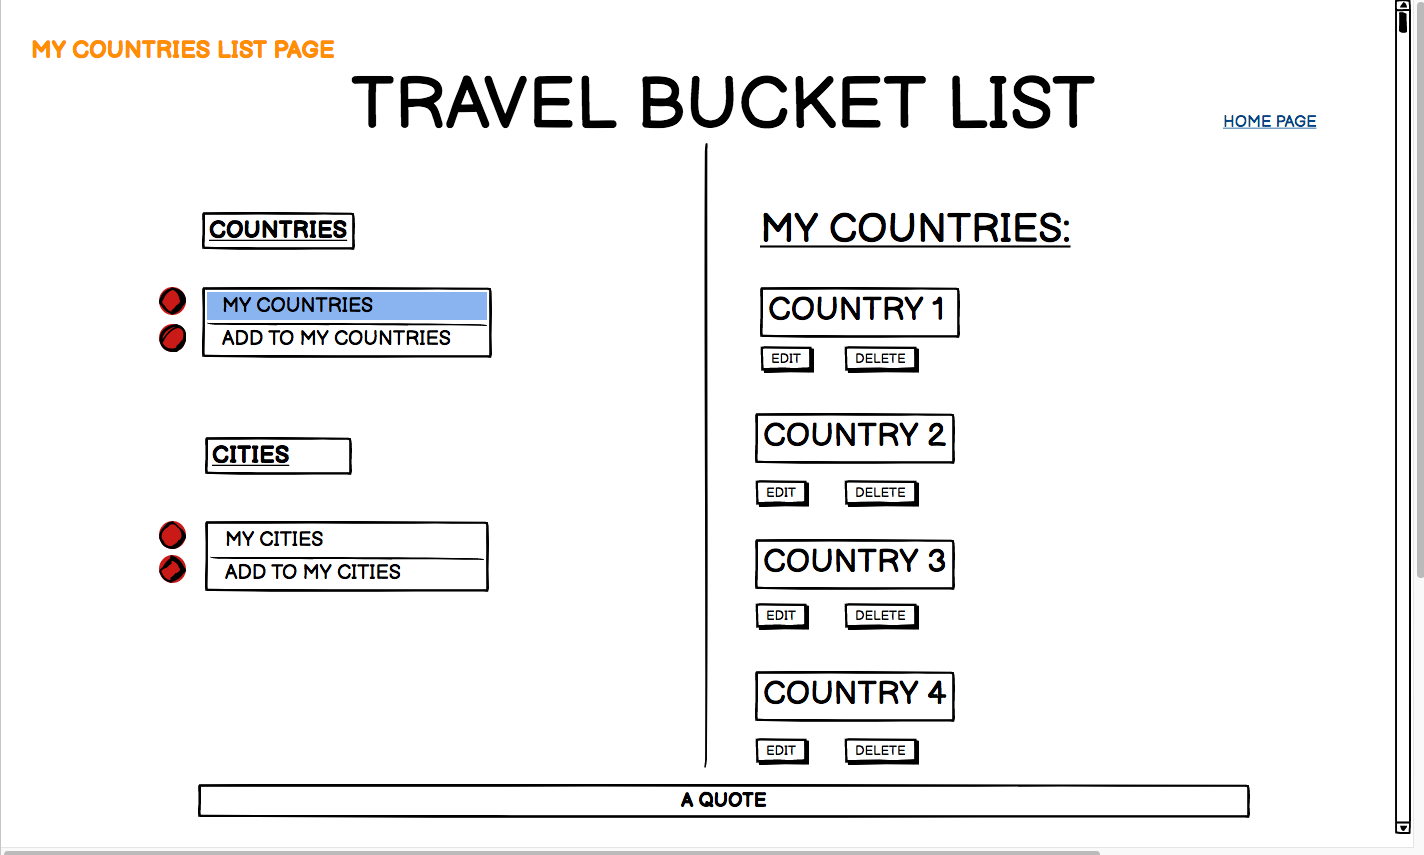 MY COUNTRIES LIST PAGE
TRAVEL BUCKET LIST
HOME PAGE
COUNTRIES
MY COUNTRIES
ADD TO MY COUNTRIES
CITIES
MY CITIES
ADD TO MY CITIES
MY COUNTRIES:
COUNTRY 1
EDIT DELETE
COUNTRY 2
EDIT DELETE
COUNTRY 3
EDIT DELETE
COUNTRY 4
EDIT DELETE
A QUOTE